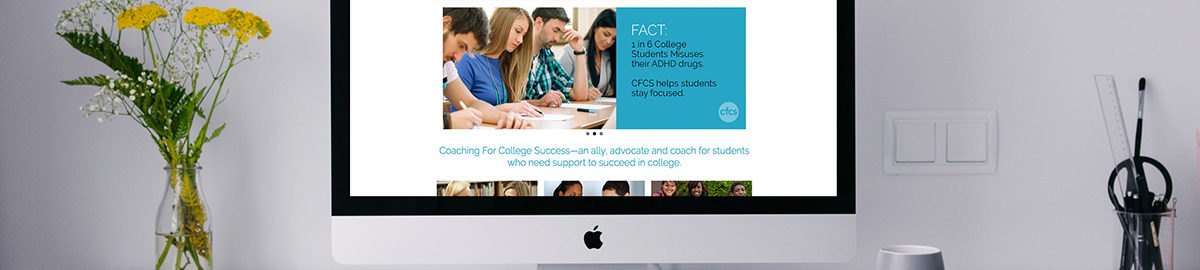 FACT:
1 in 6 College
Students Misuses
their ADHD drugs.
CFCS helps students
stay focused.
cfcs
Coaching For College Success—an ally, advocate and coach for students
who need support to succeed in college.